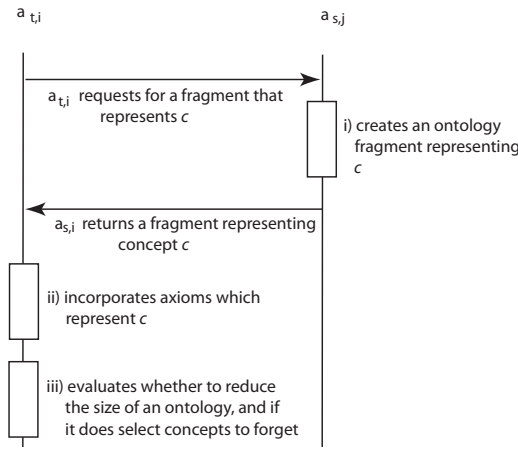 a t,i
a s,j
a t,i requests for a fragment that
represents c
i) creates an ontology
fragment representing
c
a s,i returns a fragment representing
concept c
ii) incorporates axioms which
represent c
iii) evaluates whether to reduce
the size of an ontology, and if
it does select concepts to forget